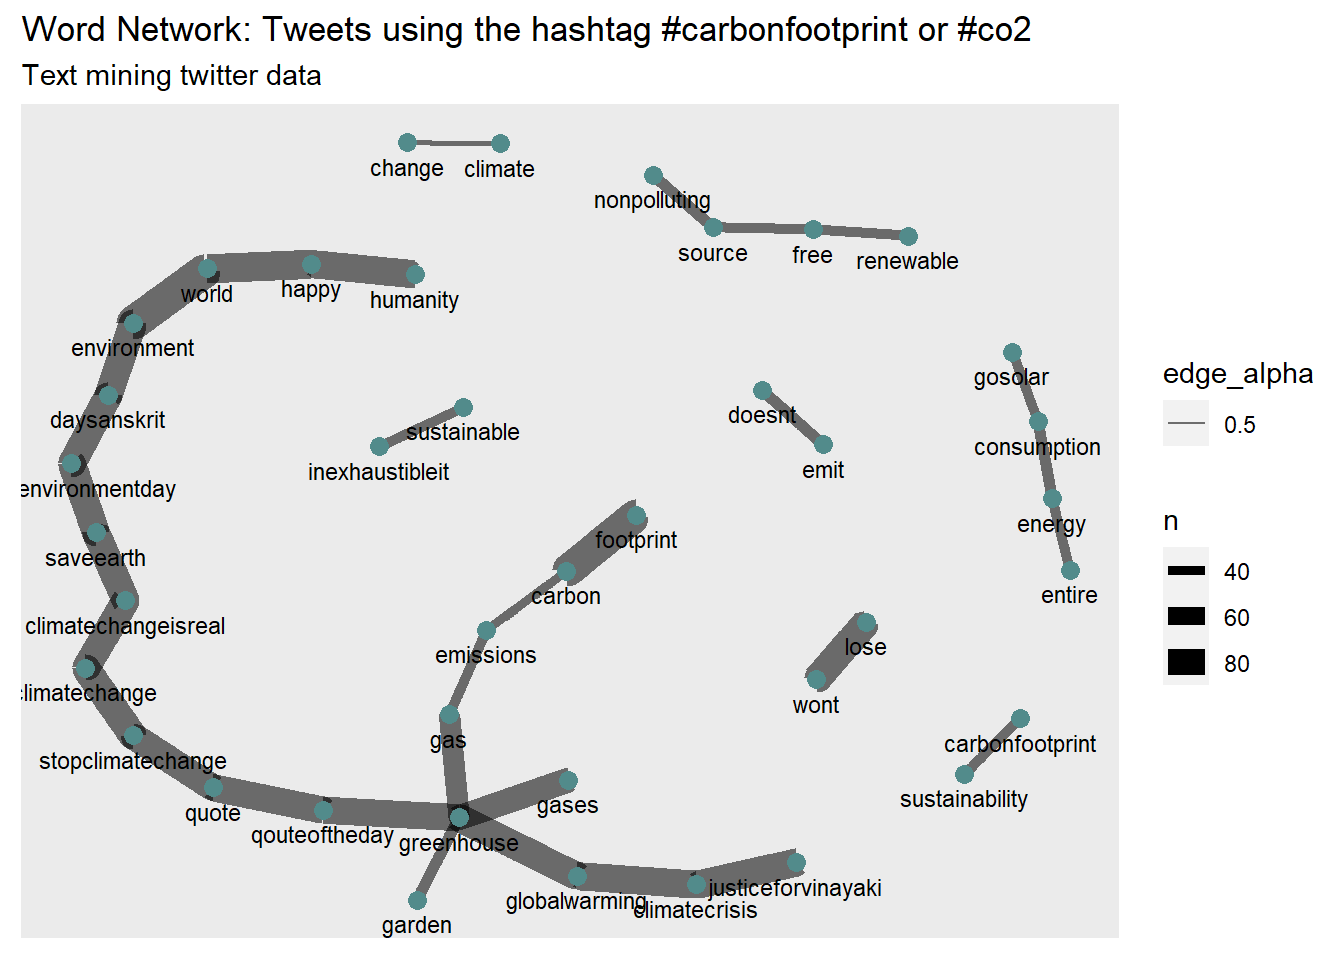 Word Network: Tweets using the hashtag #carbonfootprint or #co2
Text mining twitter data
change
climate
nonpolluting
source
free
renewable
world
happy
humanity
environment
gosolar
daysanskrit
doesnt
sustainable
consumption
inexhaustibleit
emit
environmentday
energy
footprint
saveearth
carbon
entire
climatechangeisreal
lose
emissions
climatechange
wont
gas
carbonfootprint
stopclimatechange
sustainability
gases
quote
qouteoftheday
greenhouse
justiceforvinayaki
globalwarming
climatecrisis
garden
edge_alpha
0.5
n
40
60
80